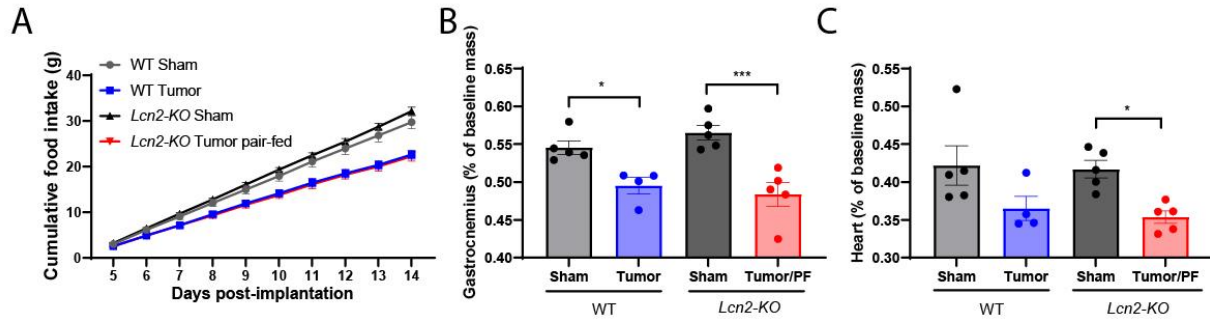 A
Cumulative food intake (g)
40
30
20
10
0
WT Sham
WT Tumor
Lcn2-KO Sham
Lcn2-KO Tumor pair-fed
5 6 7 8 9 10 11 12 13 14
Days post-implantation
B
Gastrocnemius (% of baseline mass)
0.65
0.60
0.55
0.50
0.45
0.40
*
***
Sham Tumor Sham Tumor/PF
WT Lcn2-KO
C
Heart (% of baseline mass)
0.55
0.50
0.45
0.40
0.35
0.30
*
Sham Tumor Sham Tumor/PF
WT Lcn2-KO